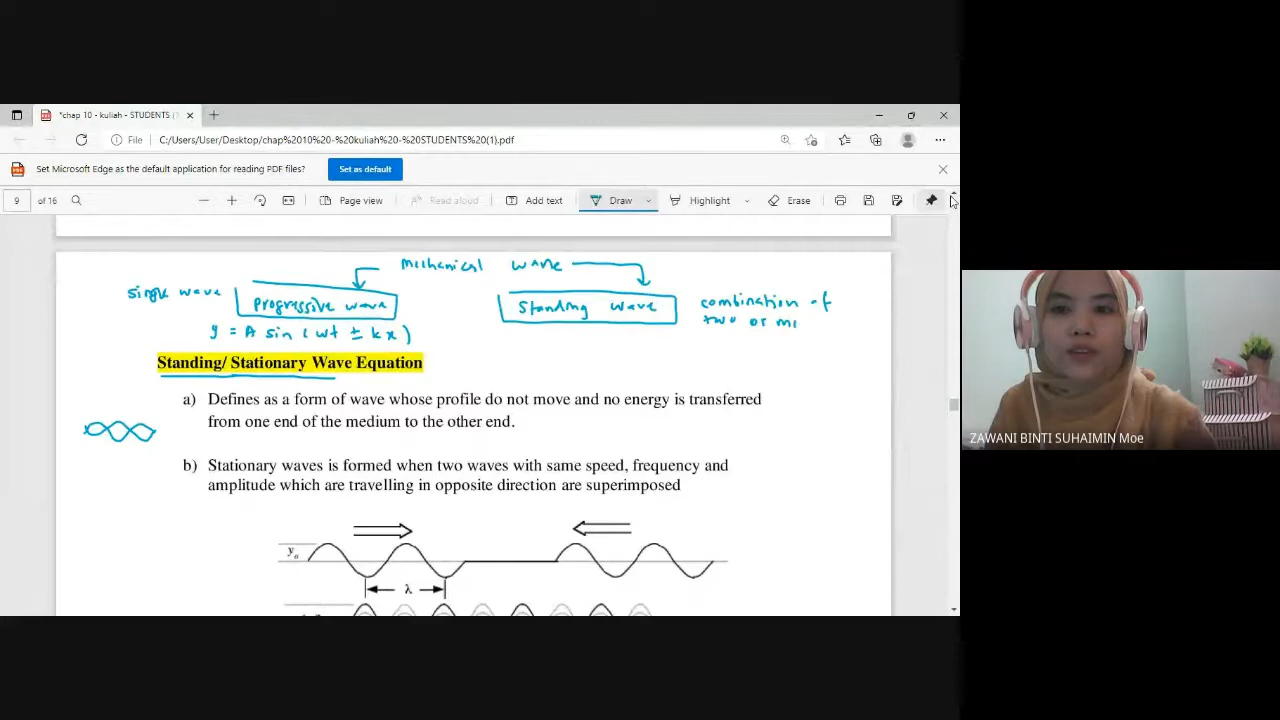 *chap 10 - kuliah - STUDENTS (
File
C:/Users/User/Desktop/chap%2010%20-%20kuliah%20-%20STUDENTS%20(1).pdf
Set Microsoft Edge as the default application for reading PDF files?
Set as default
9
of 16
Page view
Read aloud
Add text
Draw
Highlight
Erase
mechanical wave
single wave
progressive wave
standing wave
combination of
two or mo
y = A sin (wt ± kx)
Standing/ Stationary Wave Equation
a) Defines as a form of wave whose profile do not move and no energy is transferred
from one end of the medium to the other end.
b) Stationary waves is formed when two waves with same speed, frequency and
amplitude which are travelling in opposite direction are superimposed
yₒ
λ
ZAWANI BINTI SUHAIMIN Moe